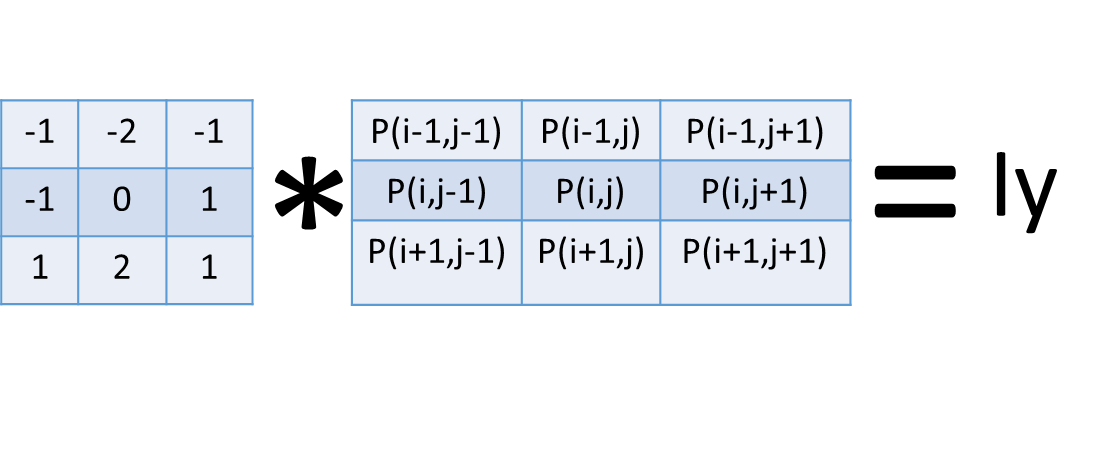 -1 -2 -1 P(i-1,j-1) P(i-1,j) P(i-1,j+1)
-1 0 1 * P(i,j-1) P(i,j) P(i,j+1) = Iy
1 2 1 P(i+1,j-1) P(i+1,j) P(i+1,j+1)